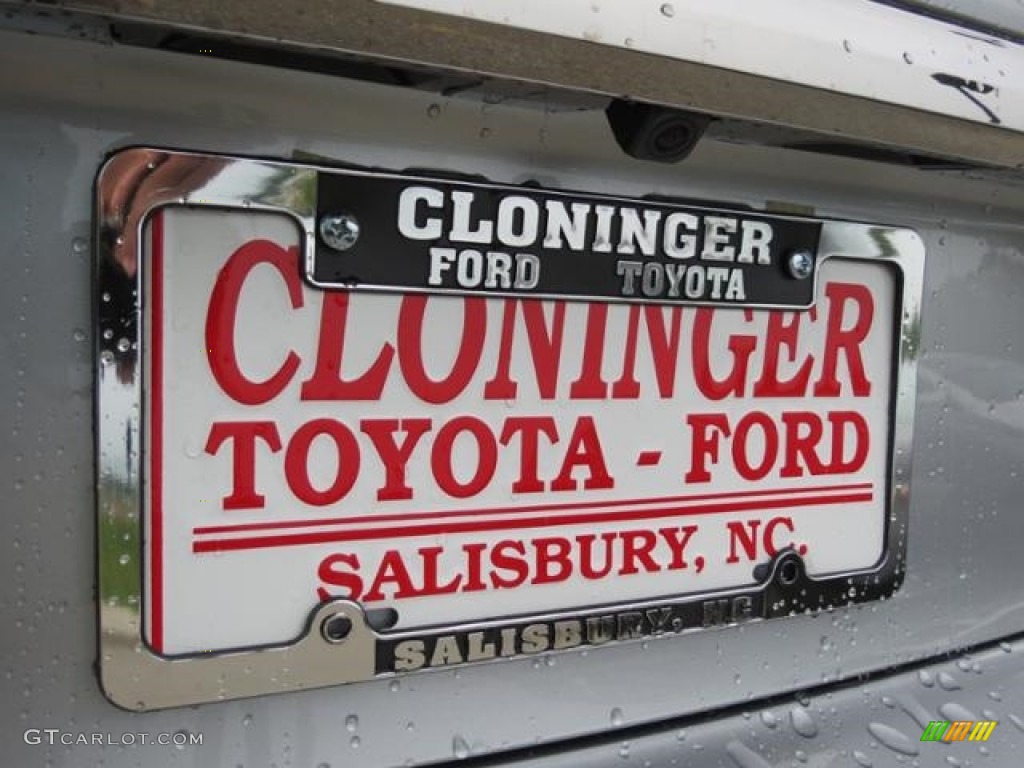 CLONINGER
FORD TOYOTA
CLONINGER
TOYOTA - FORD
SALISBURY, NC.
SALISBURY, NC
GTCARLOT.COM